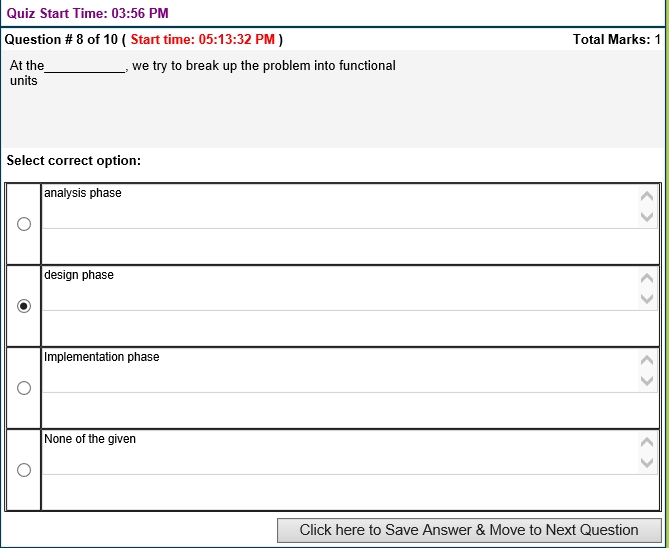 Quiz Start Time: 03:56 PM
Question # 8 of 10 ( Start time: 05:13:32 PM ) Total Marks: 1
At the____________, we try to break up the problem into functional
units
Select correct option:
analysis phase
design phase
Implementation phase
None of the given
Click here to Save Answer & Move to Next Question